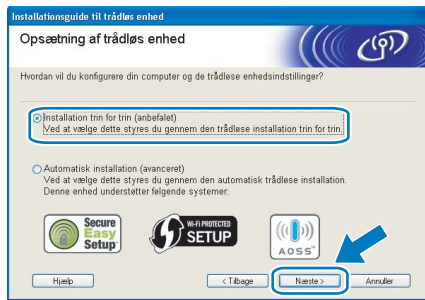 Installationsguide til trådløs enhed
Opsætning af trådløs enhed
Hvordan vil du konfigurere din computer og de trådløse enhedsindstillinger?
Installation trin for trin (anbefalet)
Ved at vælge dette styres du gennem den trådløse installation trin for trin.
Automatisk installation (avanceret)
Ved at vælge dette styres du gennem den automatisk trådløse installation.
Denne enhed understøtter følgende systemer:
Secure
Easy
Setup™
Wi-Fi PROTECTED
SETUP
AOSS™
Hjælp
< Tilbage
Næste >
Annuller